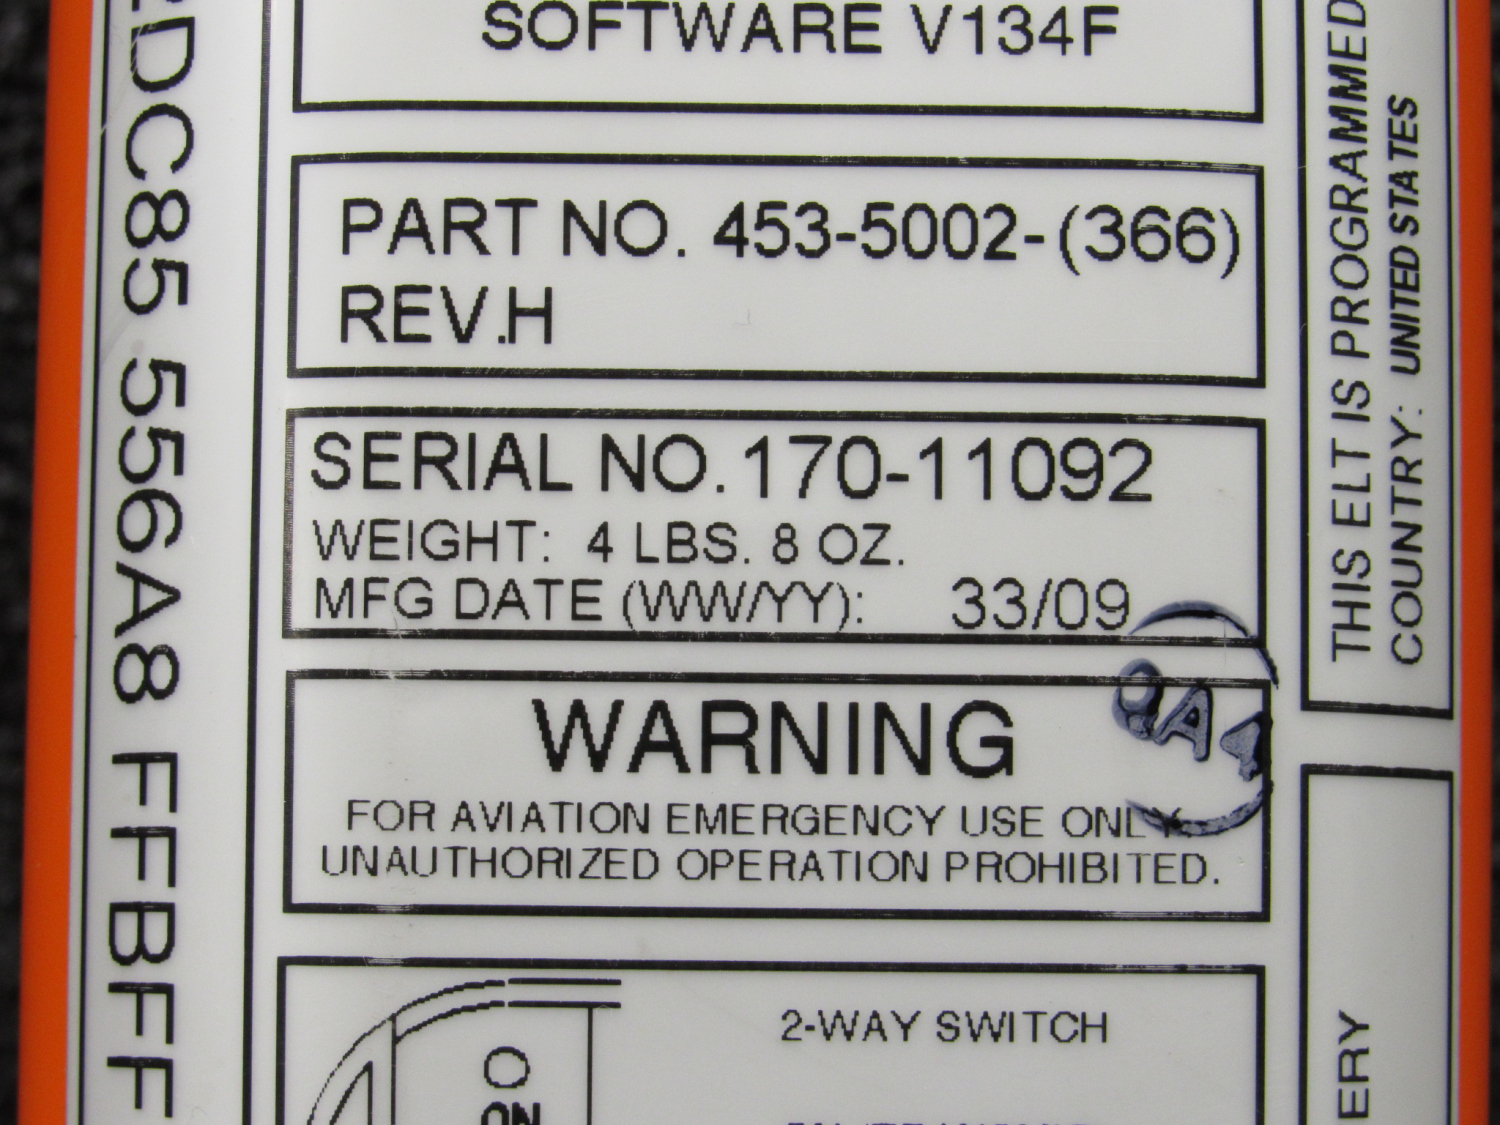 SOFTWARE V134F
PART NO. 453-5002-(366)
REV.H
SERIAL NO. 170-11092
WEIGHT: 4 LBS. 8 OZ.
MFG DATE (WW/YY): 33/09
WARNING
FOR AVIATION EMERGENCY USE ONLY.
UNAUTHORIZED OPERATION PROHIBITED.
QA
2-WAY SWITCH
ON
DC85 556A8 FFBFF
THIS ELT IS PROGRAMMED
COUNTRY: UNITED STATES
ERY